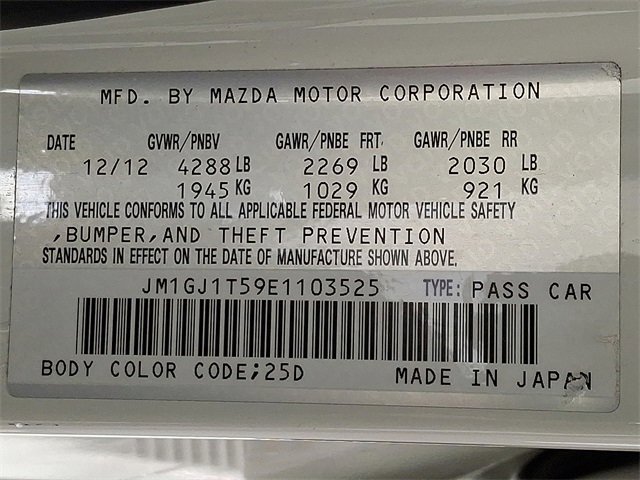 MFD. BY MAZDA MOTOR CORPORATION
DATE GVWR/PNBV GAWR/PNBE FRT. GAWR/PNBE RR
12/12 4288 LB 2269 LB 2030 LB
1945 KG 1029 KG 921 KG
THIS VEHICLE CONFORMS TO ALL APPLICABLE FEDERAL MOTOR VEHICLE SAFETY
,BUMPER,AND THEFT PREVENTION
STANDARDS IN EFFECT ON THE DATE OF MANUFACTURE SHOWN ABOVE.
JM1GJ1T59E1103525 TYPE: PASS CAR
BODY COLOR CODE;25D MADE IN JAPAN